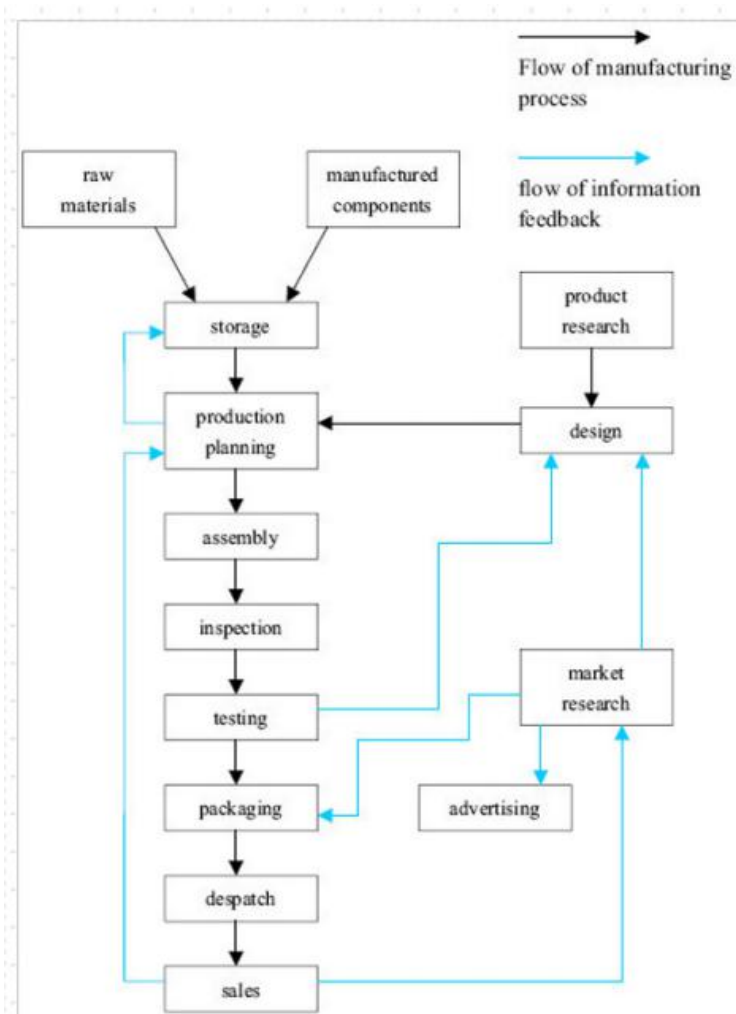 Flow of manufacturing
process
flow of information
feedback
raw
materials
manufactured
components
storage
product
research
production
planning
design
assembly
inspection
testing
market
research
packaging
advertising
despatch
sales